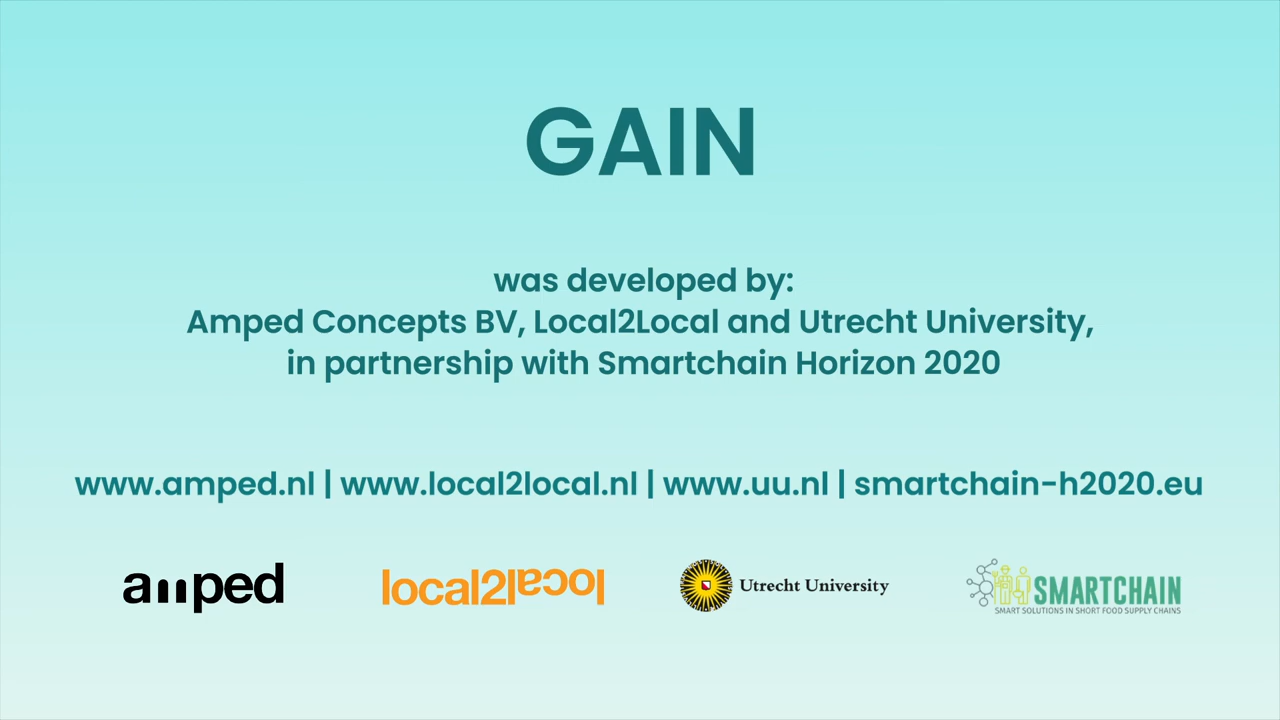 GAIN
was developed by:
Amped Concepts BV, Local2Local and Utrecht University,
in partnership with Smartchain Horizon 2020
www.amped.nl | www.local2local.nl | www.uu.nl | smartchain-h2020.eu
amped local2local Utrecht University SMARTCHAIN
SMART SOLUTIONS IN SHORT FOOD SUPPLY CHAINS